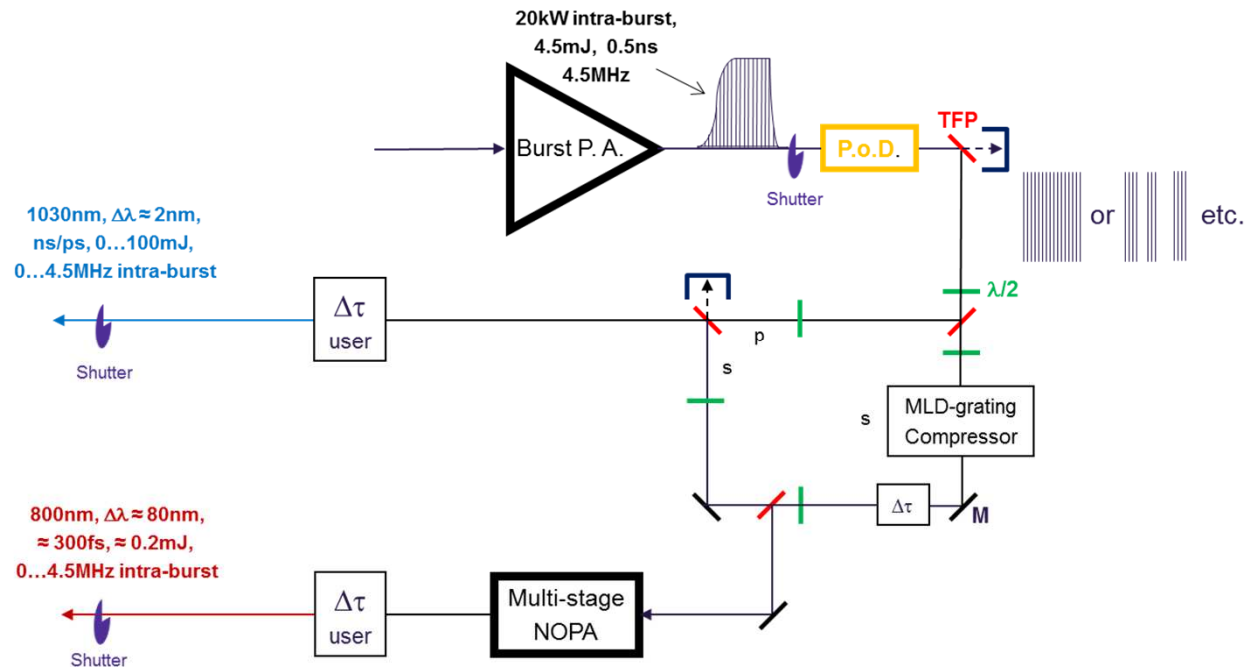 20kW intra-burst,
4.5mJ, 0.5ns
4.5MHz
Burst P. A.
Shutter
P.o.D.
TFP
or
etc.
1030nm, Δλ ≈ 2nm,
ns/ps, 0…100mJ,
0…4.5MHz intra-burst
Shutter
Δτ
user
p
s
λ/2
s
MLD-grating
Compressor
Δτ
M
800nm, Δλ ≈ 80nm,
≈ 300fs, ≈ 0.2mJ,
0…4.5MHz intra-burst
Shutter
Δτ
user
Multi-stage
NOPA